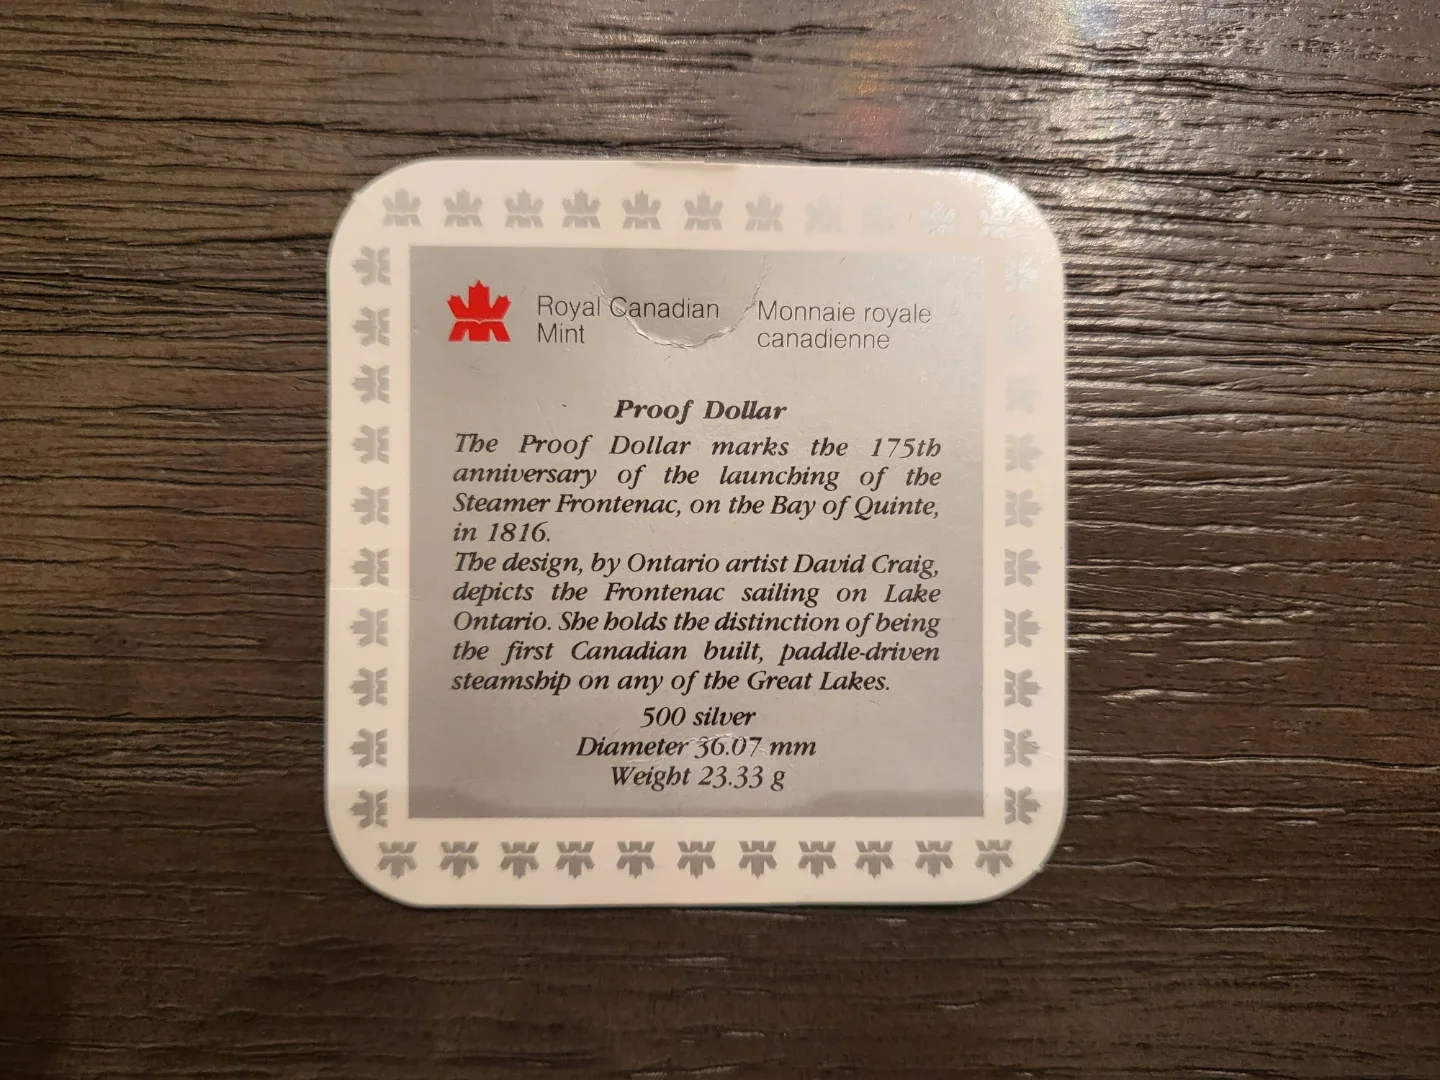 Royal Canadian
Mint
Monnaie royale
canadienne
Proof Dollar
The Proof Dollar marks the 175th
anniversary of the launching of the
Steamer Frontenac, on the Bay of Quinte,
in 1816.
The design, by Ontario artist David Craig,
depicts the Frontenac sailing on Lake
Ontario. She holds the distinction of being
the first Canadian built, paddle-driven
steamship on any of the Great Lakes.
500 silver
Diameter 36.07 mm
Weight 23.33 g